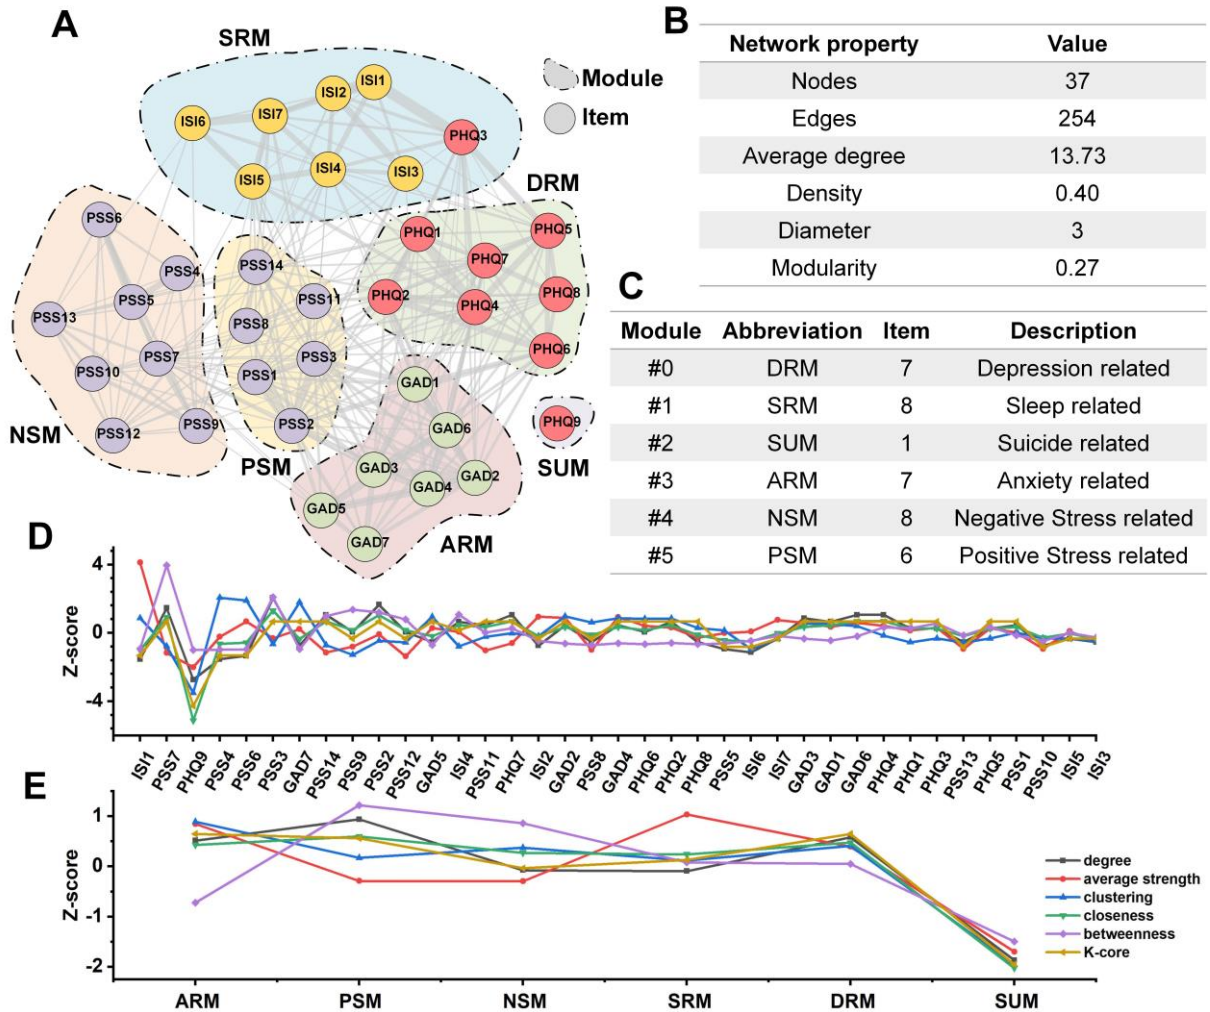 A
SRM
ISI1
ISI2
ISI7
ISI6
PHQ3
ISI4
ISI3
ISI5
Module
Item
DRM
PSS6
PSS4
PSS5
PSS13
PSS7
PSS10
PSS9
PSS12
NSM
PSS14
PSS11
PSS8
PSS3
PSS1
PSS2
PSM
PHQ1
PHQ5
PHQ7
PHQ2
PHQ4
PHQ8
PHQ6
GAD1
GAD6
GAD3
GAD2
GAD4
GAD5
GAD7
ARM
PHQ9
SUM
B
Network property Value
Nodes 37
Edges 254
Average degree 13.73
Density 0.40
Diameter 3
Modularity 0.27
C
Module Abbreviation Item Description
#0 DRM 7 Depression related
#1 SRM 8 Sleep related
#2 SUM 1 Suicide related
#3 ARM 7 Anxiety related
#4 NSM 8 Negative Stress related
#5 PSM 6 Positive Stress related
D
Z-score
4
0
-4
ISI1
PSS7
PHQ9
PSS4
PSS6
PSS3
GAD7
PSS14
PSS9
PSS2
PSS12
GAD5
ISI4
PSS11
PHQ7
ISI2
GAD2
PSS8
GAD4
PHQ6
PHQ2
PHQ8
PSS5
ISI6
ISI7
GAD3
GAD1
GAD6
PHQ4
PHQ1
PHQ3
PSS13
PHQ5
PSS1
PSS10
ISI5
ISI3
E
Z-score
1
0
-1
-2
ARM PSM NSM SRM DRM SUM
degree
average strength
clustering
closeness
betweenness
K-core